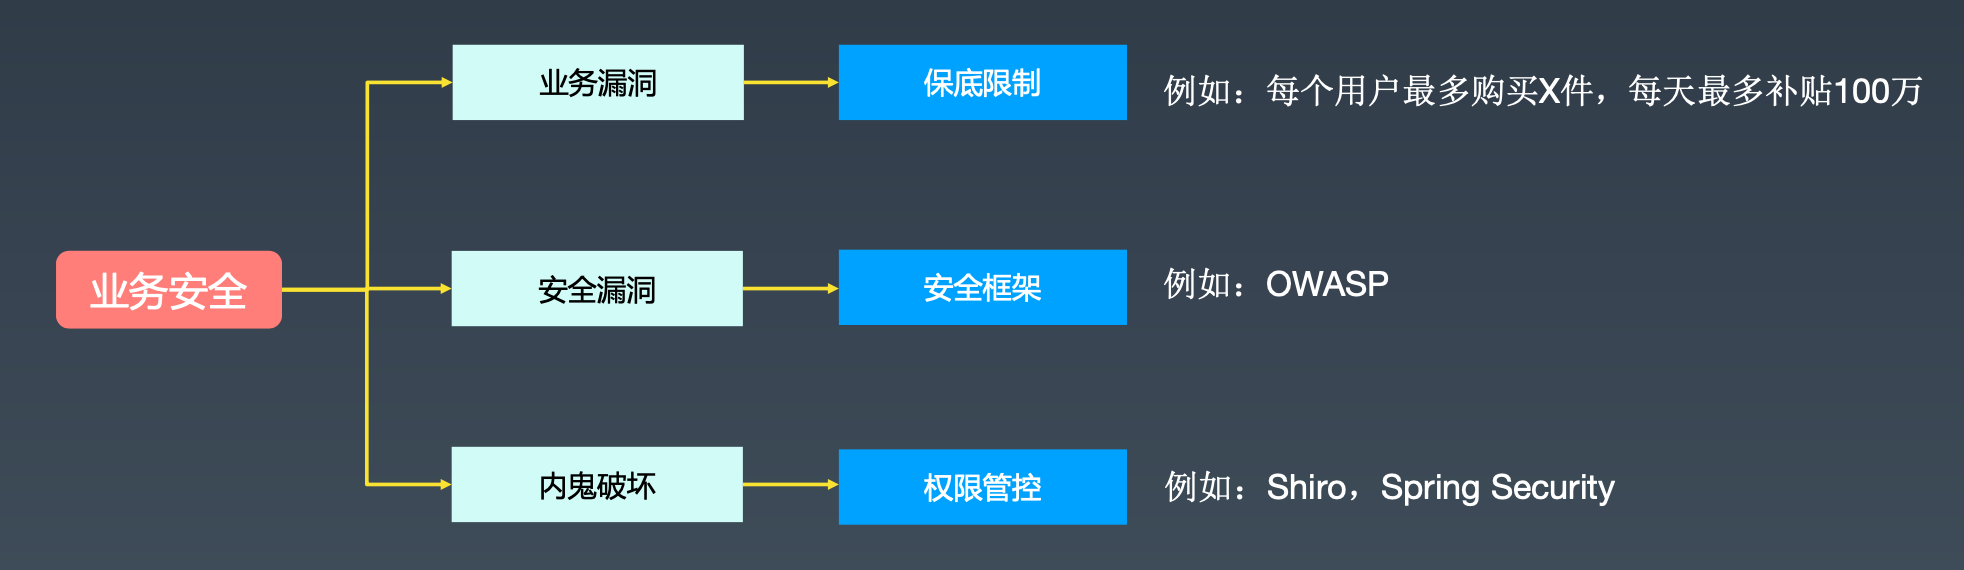 业务漏洞
保底限制
例如：每个用户最多购买X件，每天最多补贴100万
业务安全
安全漏洞
安全框架
例如：OWASP
内鬼破坏
权限管控
例如：Shiro，Spring Security